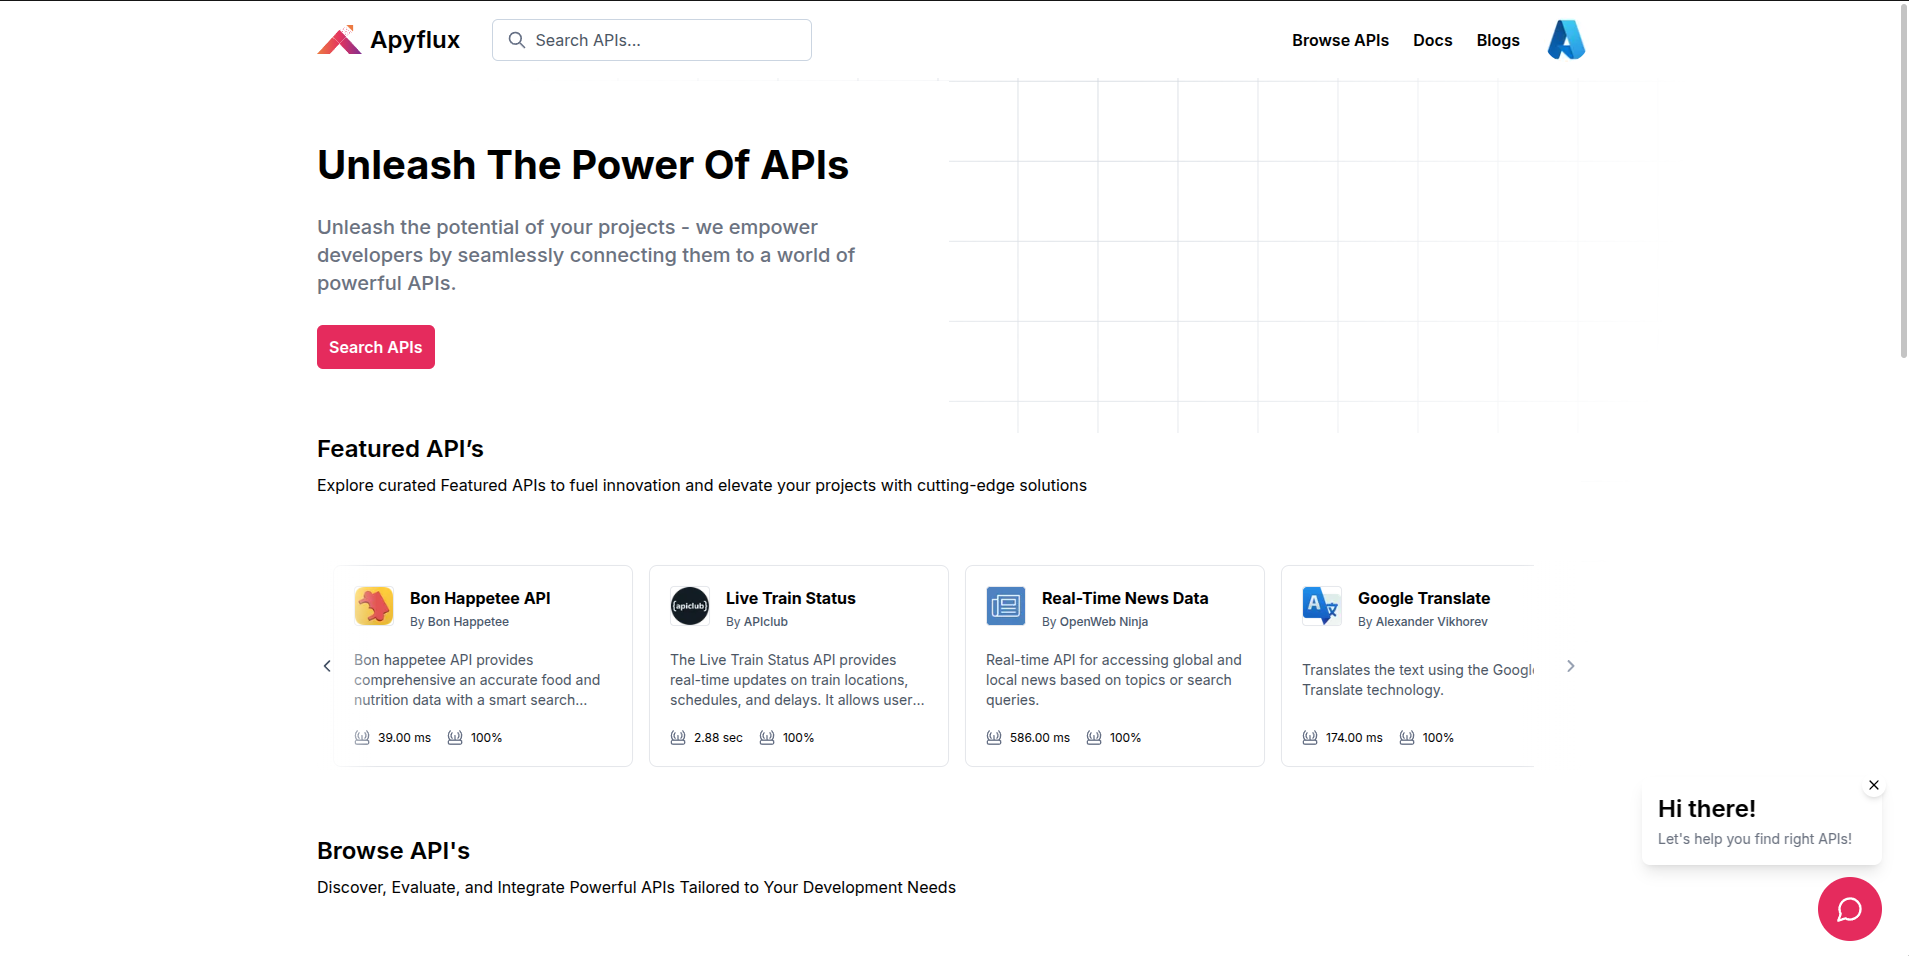 Apyflux
Search APIs...
Browse APIs
Docs
Blogs
Unleash The Power Of APIs
Unleash the potential of your projects - we empower
developers by seamlessly connecting them to a world of
powerful APIs.
Search APIs
Featured API’s
Explore curated Featured APIs to fuel innovation and elevate your projects with cutting-edge solutions
Bon Happetee API
By Bon Happetee
Bon happetee API provides
comprehensive an accurate food and
nutrition data with a smart search...
39.00 ms
100%
{apiclub}
Live Train Status
By APIclub
The Live Train Status API provides
real-time updates on train locations,
schedules, and delays. It allows user...
2.88 sec
100%
Real-Time News Data
By OpenWeb Ninja
Real-time API for accessing global and
local news based on topics or search
queries.
586.00 ms
100%
A 文
Google Translate
By Alexander Vikhorev
Translates the text using the Google
Translate technology.
174.00 ms
100%
Browse API's
Discover, Evaluate, and Integrate Powerful APIs Tailored to Your Development Needs
Hi there!
Let's help you find right APIs!